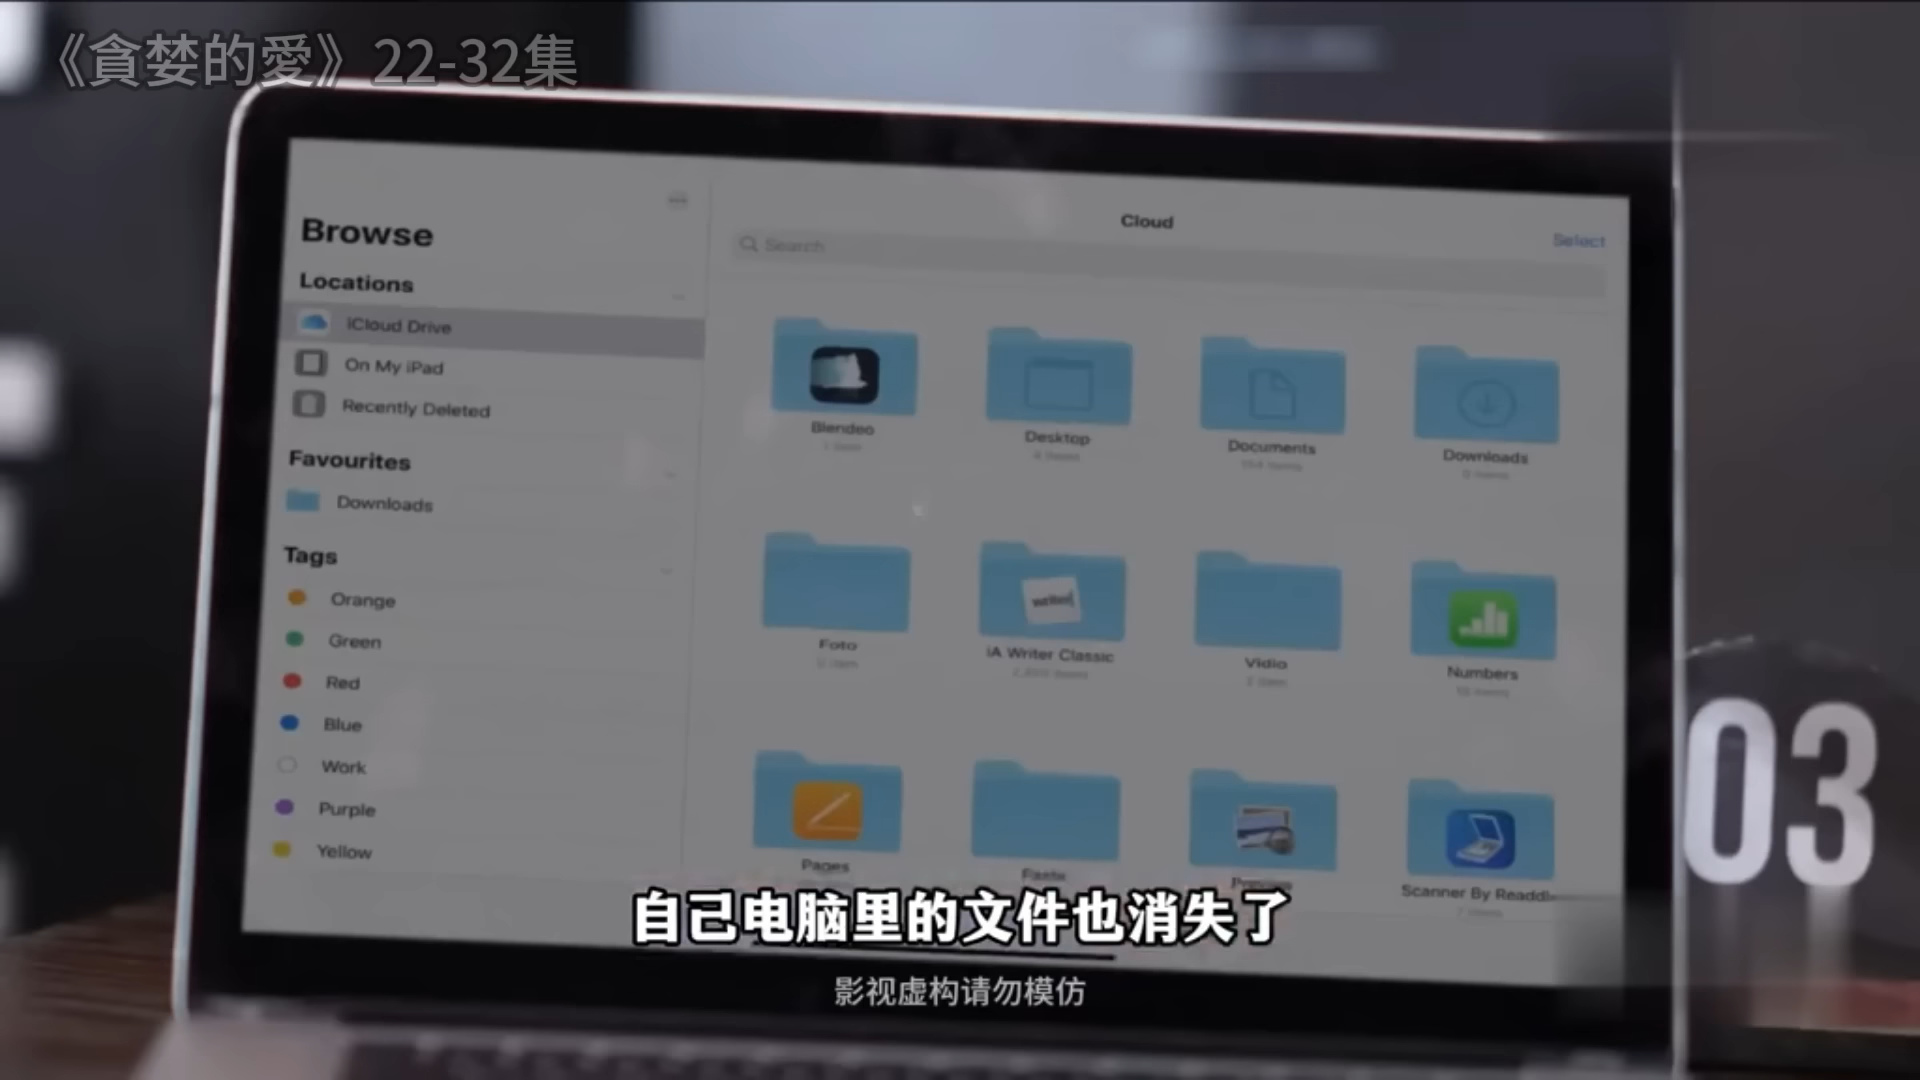 《貪婪的愛》22-32集
Browse
Cloud
Select
Search
Locations
iCloud Drive
On My iPad
Recently Deleted
Favourites
Downloads
Tags
Orange
Green
Red
Blue
Work
Purple
Yellow
Blendeo
Desktop
Documents
Downloads
Foto
iA Writer Classic
Vidio
Numbers
Pages
Scanner By Readdle
03
自己电脑里的文件也消失了
影视虚构请勿模仿